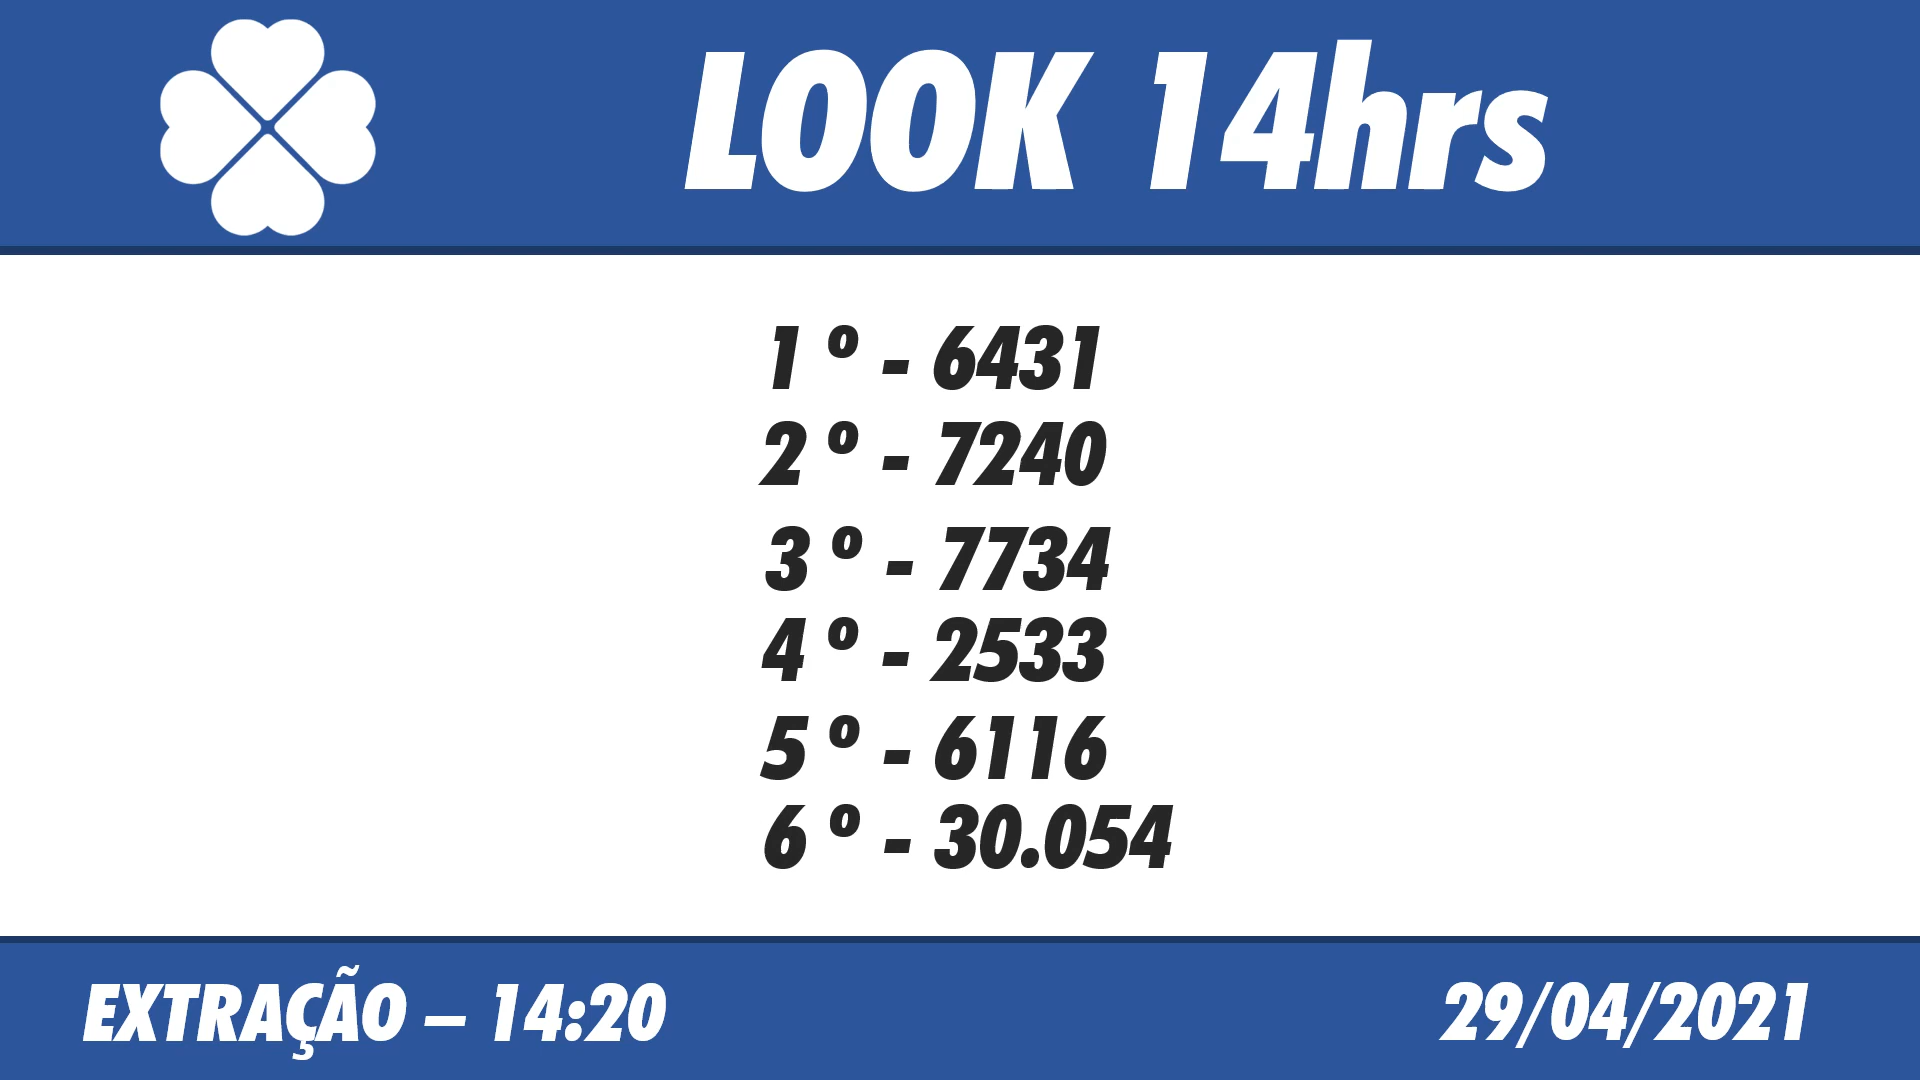 LOOK 14hrs
1 º - 6431
2 º - 7240
3 º - 7734
4 º - 2533
5 º - 6116
6 º - 30.054
EXTRAÇÃO – 14:20
29/04/2021